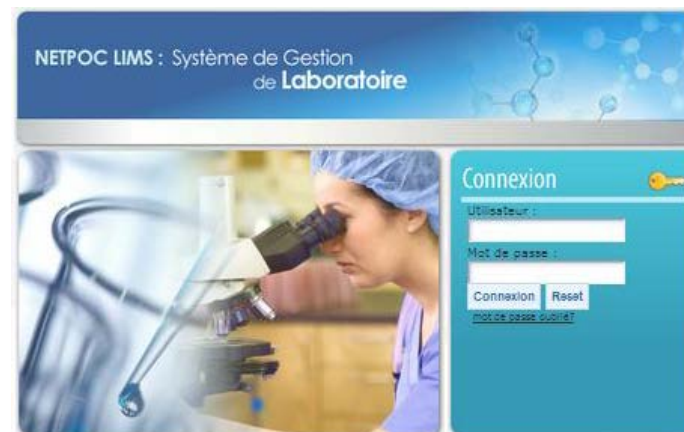 NETPOC LIMS : Système de Gestion
de Laboratoire
Connexion
Utilisateur :
Mot de passe :
Connexion Reset
mot de passe oublié?